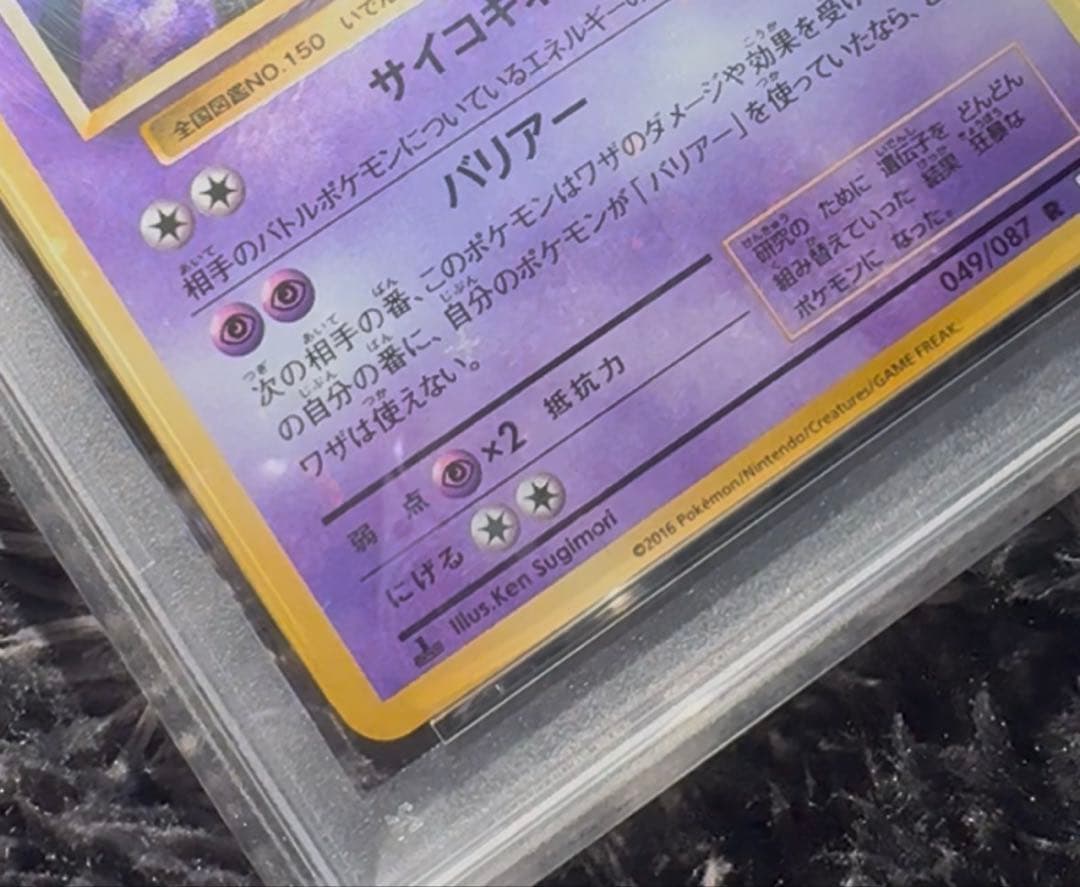 全国図鑑NO.150 いでん
サイコキ
相手のバトルポケモンについているエネルギーの
バリアー
次の相手の番、このポケモンはワザのダメージや効果を受け
の自分の番に、自分のポケモンが「バリアー」を使っていたなら、
ワザは使えない。
弱点 ×2 抵抗力
にげる
研究の ために 遺伝子を どんどん
組み替えていった 結果 狂暴な
ポケモンに なった。
049/087 R
Illus.Ken Sugimori
©2016 Pokémon/Nintendo/Creatures/GAME FREAK.